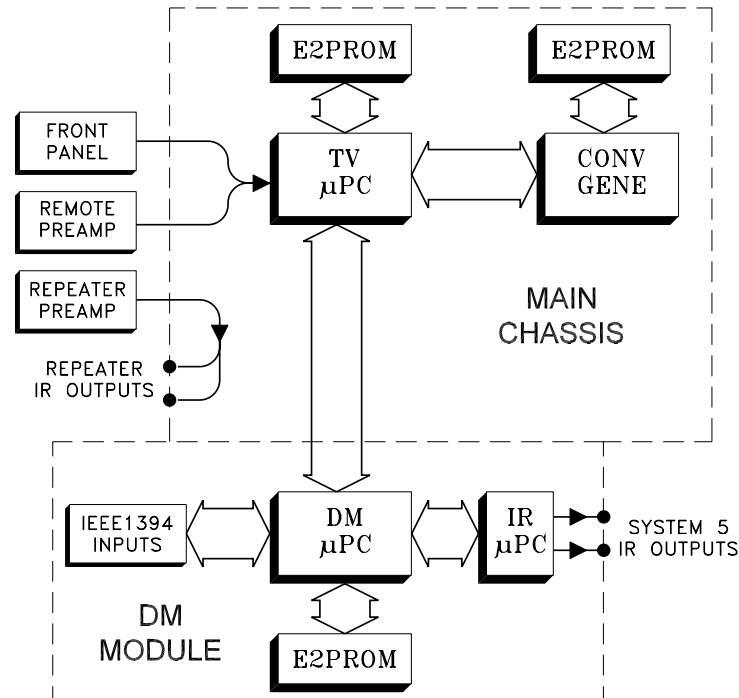 E2PROM
E2PROM
FRONT
PANEL
TV
µPC
CONV
GENE
REMOTE
PREAMP
REPEATER
PREAMP
MAIN
CHASSIS
REPEATER
IR OUTPUTS
IEEE1394
INPUTS
DM
µPC
IR
µPC
SYSTEM 5
IR OUTPUTS
DM
MODULE
E2PROM